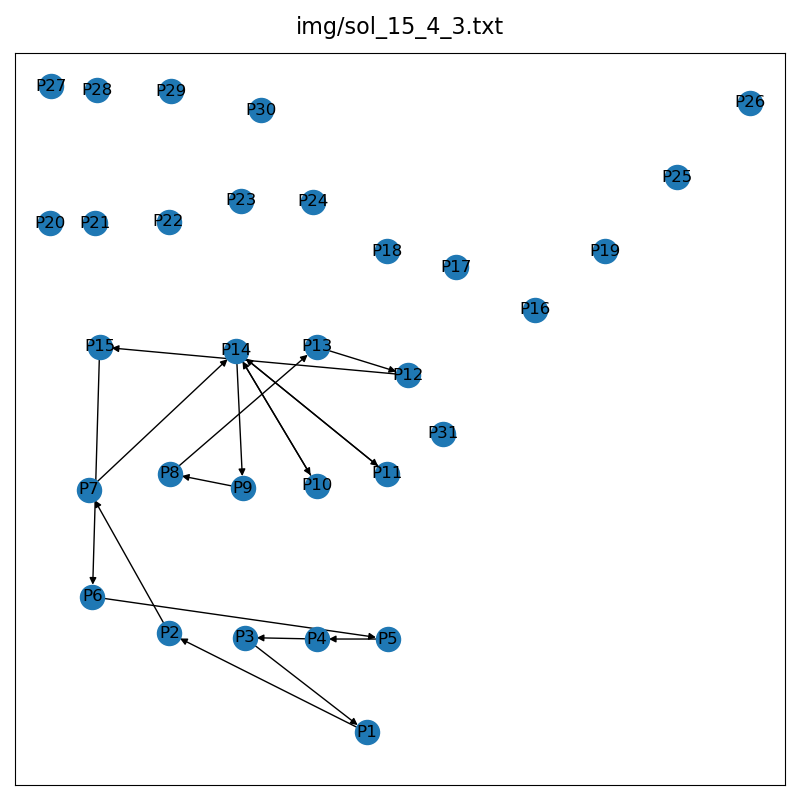 img/sol_15_4_3.txt
P27 P28 P29 P30 P26
P25
P20 P21 P22 P23 P24
P18 P17 P19
P16
P15 P14 P13 P12
P31
P7 P8 P9 P10 P11
P6
P2 P3 P4 P5
P1